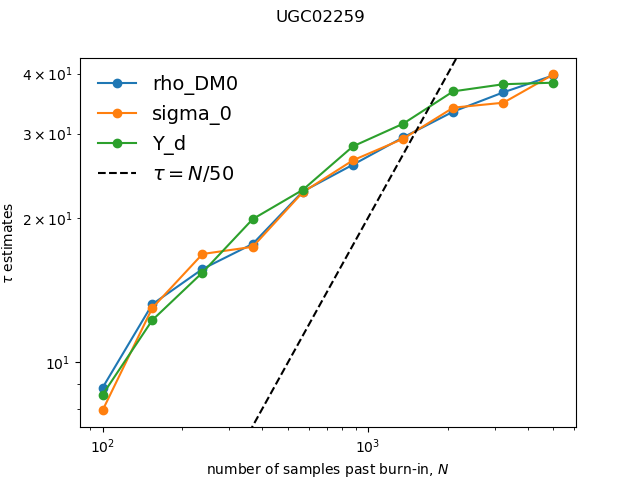 UGC02259
rho_DM0
sigma_0
Y_d
τ = N/50
4 × 10¹
3 × 10¹
2 × 10¹
10¹
τ estimates
10² 10³
number of samples past burn-in, N